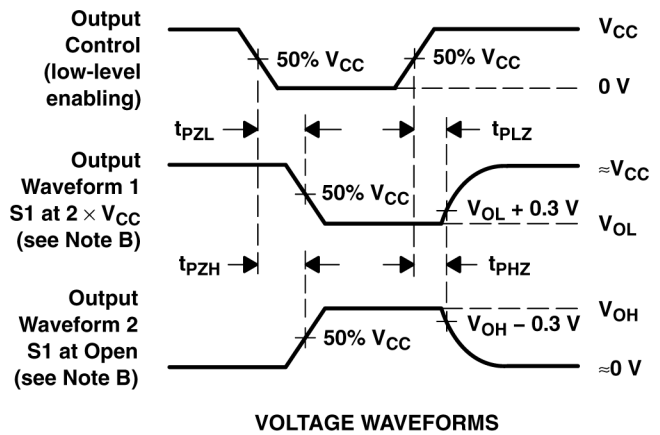 Output
Control
(low-level
enabling)
50% VCC
50% VCC
VCC
0 V
tPZL
tPLZ
Output
Waveform 1
S1 at 2 × VCC
(see Note B)
50% VCC
VOL + 0.3 V
≈VCC
VOL
tPZH
tPHZ
Output
Waveform 2
S1 at Open
(see Note B)
50% VCC
VOH − 0.3 V
VOH
≈0 V
VOLTAGE WAVEFORMS